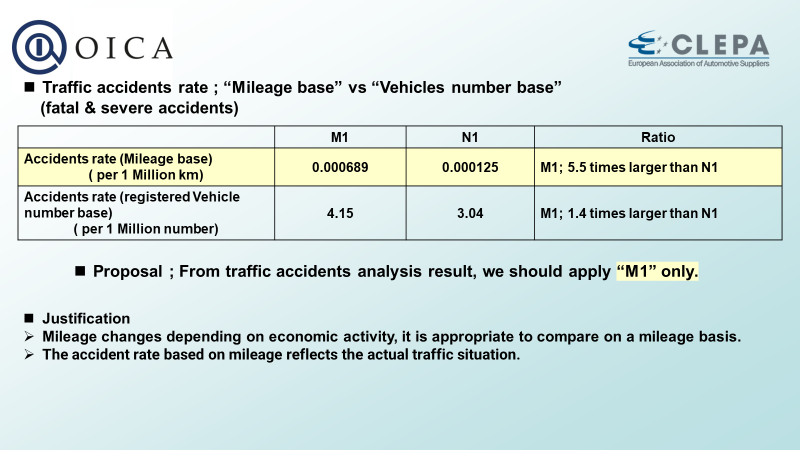 OICA
CLEPA
European Association of Automotive Suppliers
■ Traffic accidents rate ; “Mileage base” vs “Vehicles number base”
(fatal & severe accidents)
M1 N1 Ratio
Accidents rate (Mileage base)
( per 1 Million km)
0.000689 0.000125 M1; 5.5 times larger than N1
Accidents rate (registered Vehicle
number base)
( per 1 Million number)
4.15 3.04 M1; 1.4 times larger than N1
■ Proposal ; From traffic accidents analysis result, we should apply “M1” only.
■ Justification
➢ Mileage changes depending on economic activity, it is appropriate to compare on a mileage basis.
➢ The accident rate based on mileage reflects the actual traffic situation.